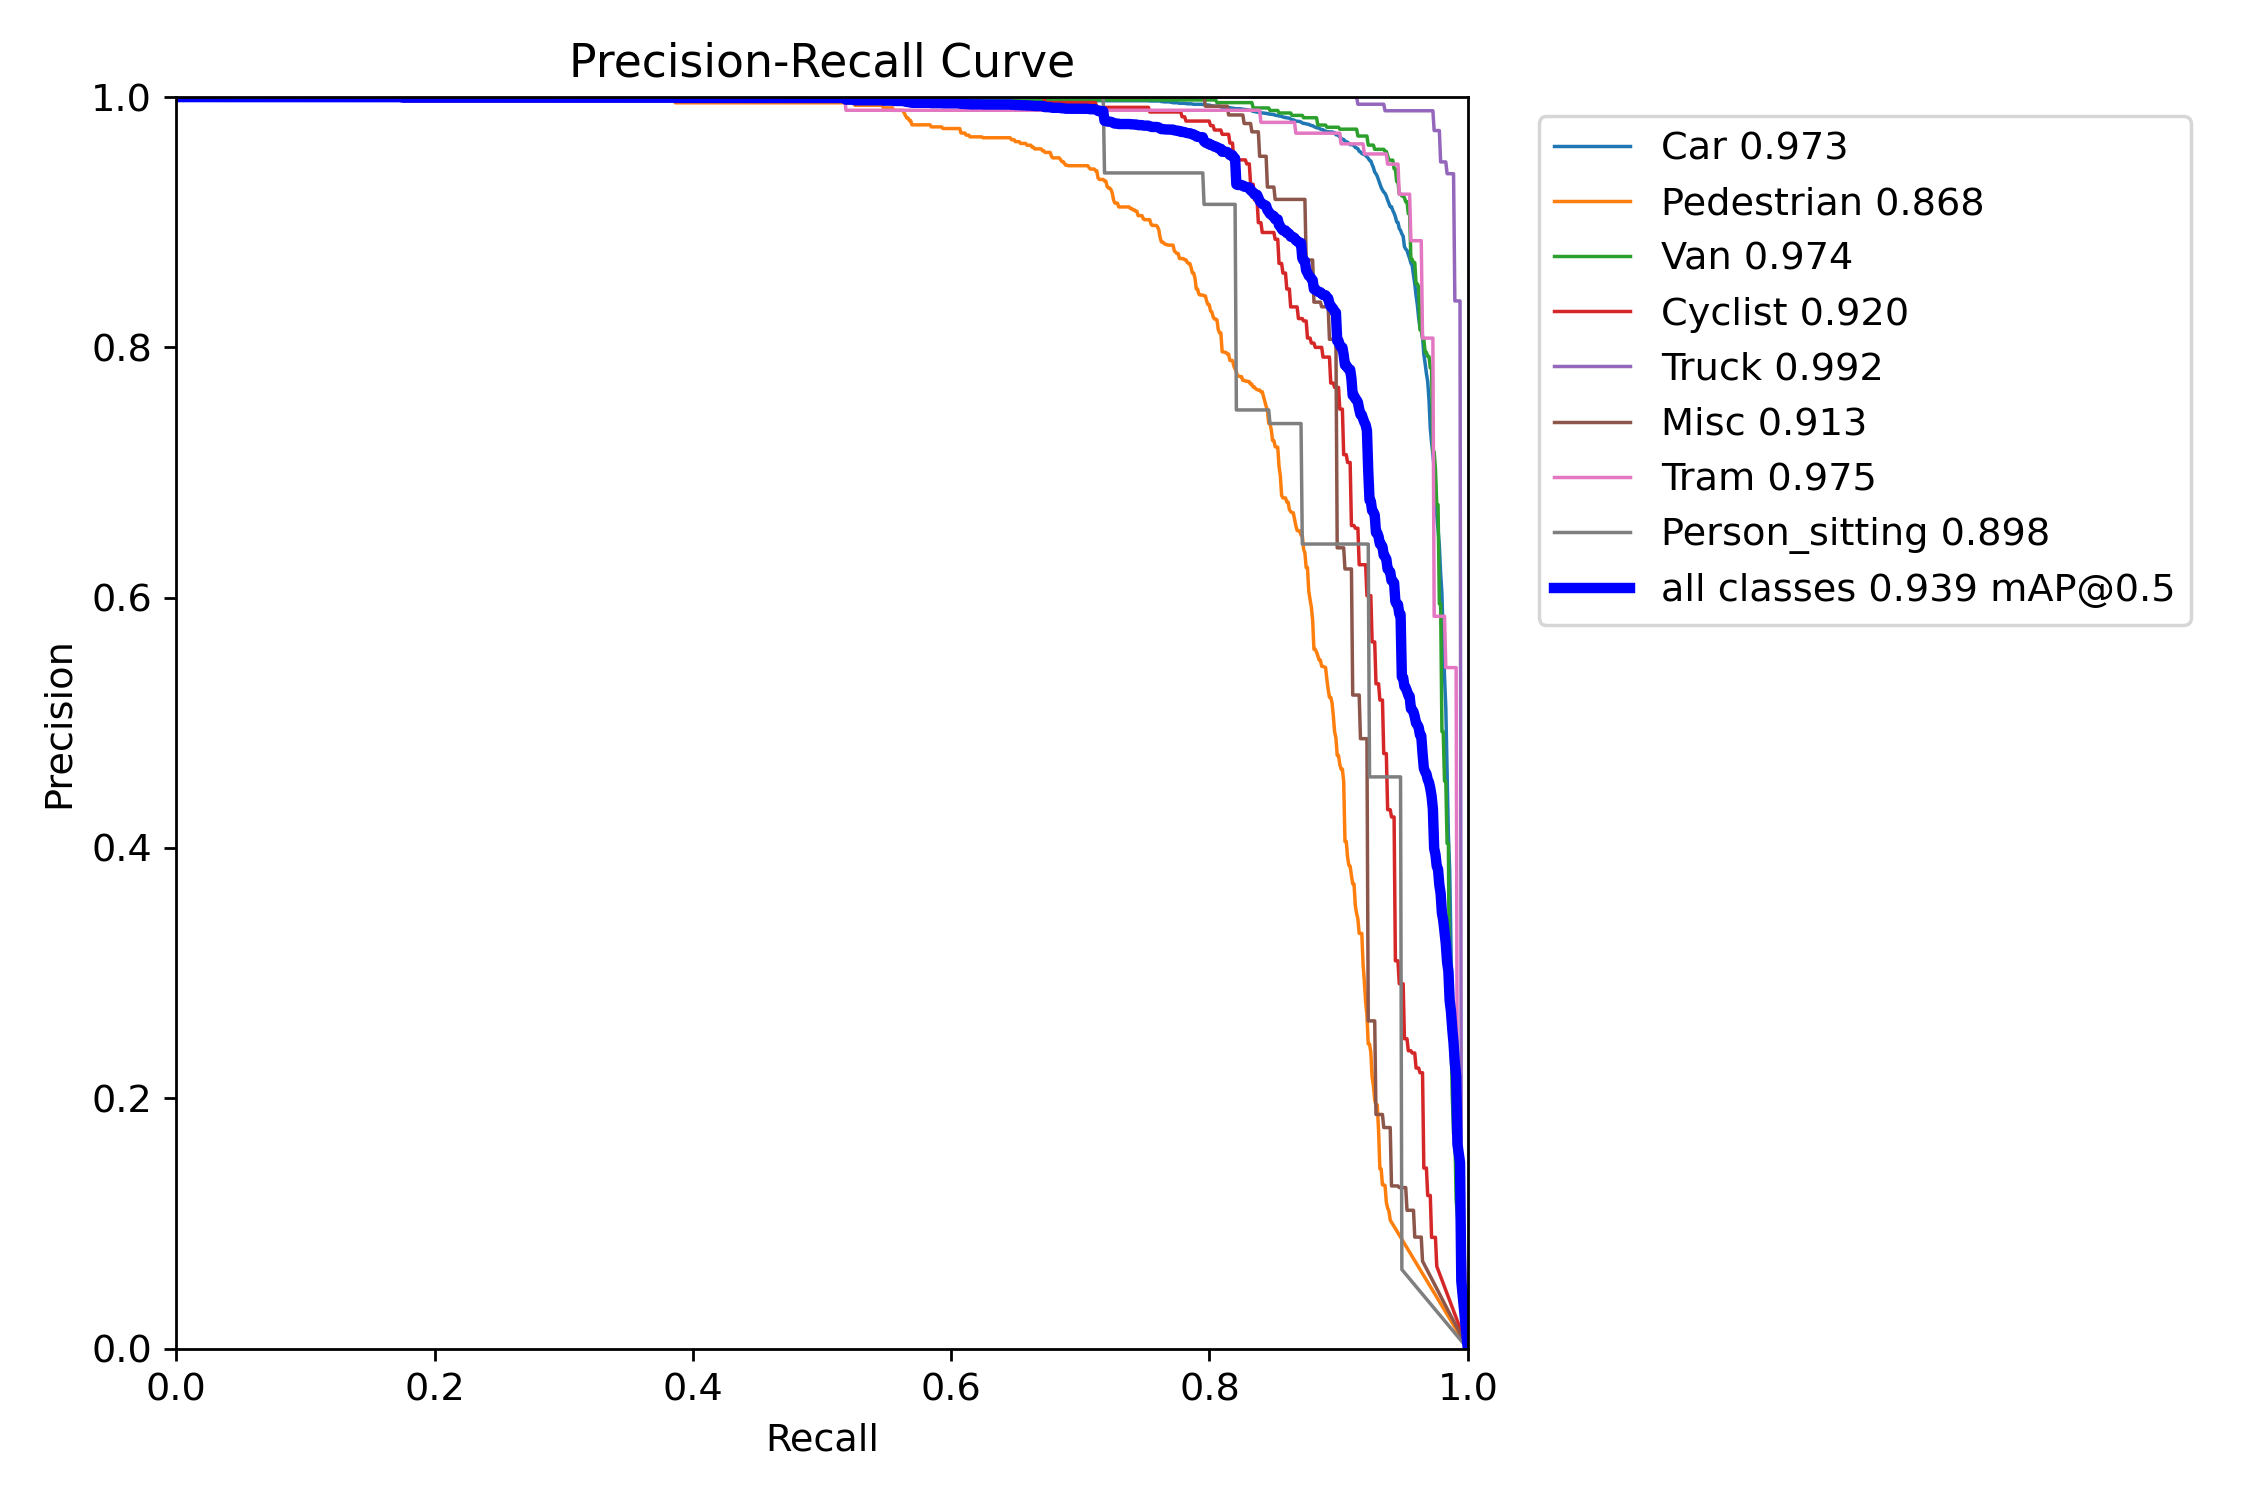 Precision-Recall Curve
1.0
0.8
0.6
0.4
0.2
0.0
Precision
0.0 0.2 0.4 0.6 0.8 1.0
Recall
Car 0.973
Pedestrian 0.868
Van 0.974
Cyclist 0.920
Truck 0.992
Misc 0.913
Tram 0.975
Person_sitting 0.898
all classes 0.939 mAP@0.5